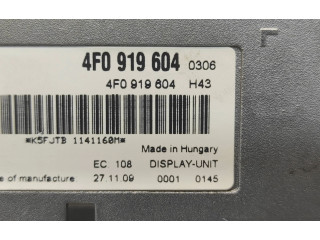 4F0 919 604 0306
4F0 919 604 H43
*K5FJTB 1141160M*
Made in Hungary
EC 108 DISPLAY-UNIT
e of manufacture 27.11.09 0001 0145